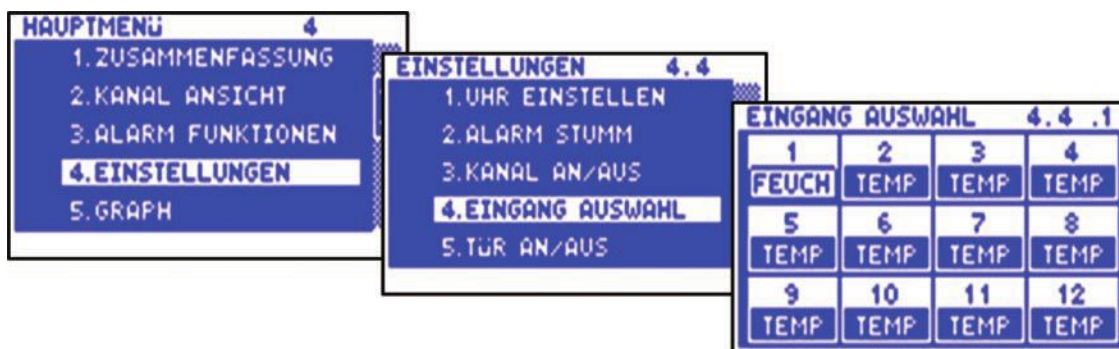 HAUPTMENÜ 4
1.ZUSAMMENFASSUNG
2.KANAL ANSICHT
3.ALARM FUNKTIONEN
4.EINSTELLUNGEN
5.GRAPH
EINSTELLUNGEN 4.4
1.UHR EINSTELLEN
2.ALARM STUMM
3.KANAL AN/AUS
4.EINGANG AUSWAHL
5.TÜR AN/AUS
EINGANG AUSWAHL 4.4 .1
1 2 3 4
FEUCH TEMP TEMP TEMP
5 6 7 8
TEMP TEMP TEMP TEMP
9 10 11 12
TEMP TEMP TEMP TEMP